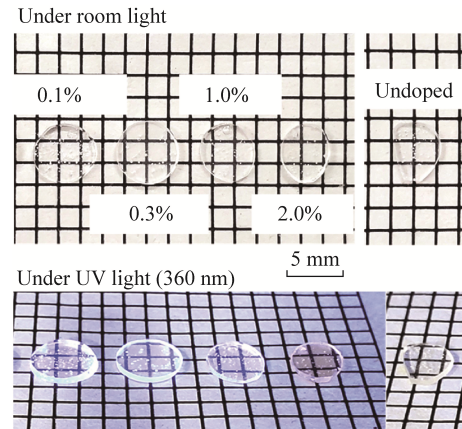 Under room light
0.1%
1.0%
Undoped
0.3%
2.0%
5 mm
Under UV light (360 nm)